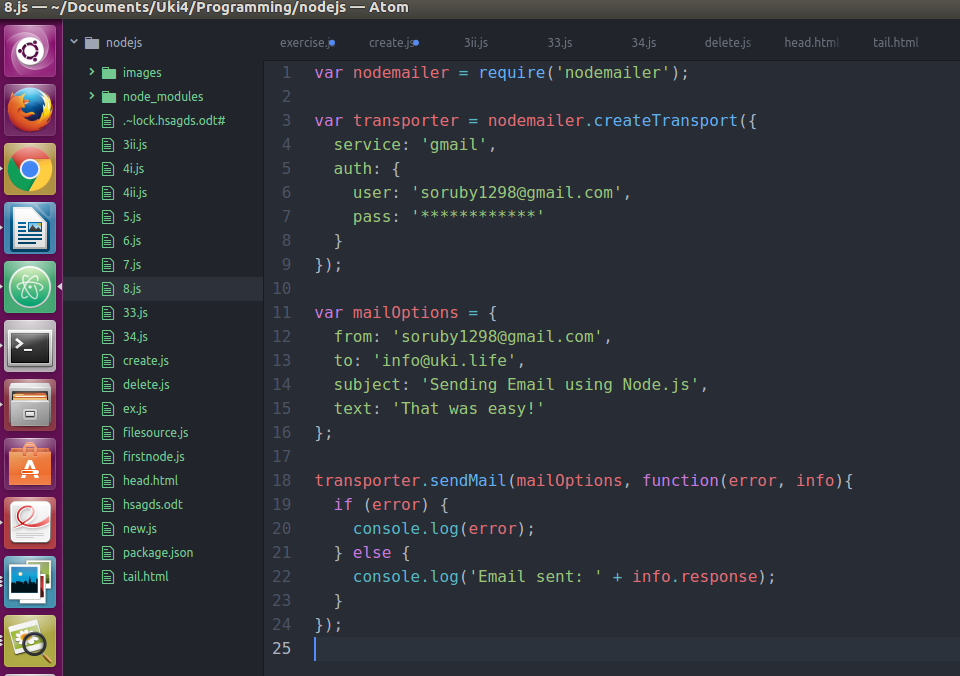 8.js — ~/Documents/Uki4/Programming/nodejs — Atom
nodejs
images
node_modules
.~lock.hsagds.odt#
3ii.js
4i.js
4ii.js
5.js
6.js
7.js
8.js
33.js
34.js
create.js
delete.js
ex.js
filesource.js
firstnode.js
head.html
hsagds.odt
new.js
package.json
tail.html
exercise.js create.js 3ii.js 33.js 34.js delete.js head.html tail.html
1 var nodemailer = require('nodemailer');
2
3 var transporter = nodemailer.createTransport({
4 service: 'gmail',
5 auth: {
6 user: 'soruby1298@gmail.com',
7 pass: '************'
8 }
9 });
10
11 var mailOptions = {
12 from: 'soruby1298@gmail.com',
13 to: 'info@uki.life',
14 subject: 'Sending Email using Node.js',
15 text: 'That was easy!'
16 };
17
18 transporter.sendMail(mailOptions, function(error, info){
19 if (error) {
20 console.log(error);
21 } else {
22 console.log('Email sent: ' + info.response);
23 }
24 });
25